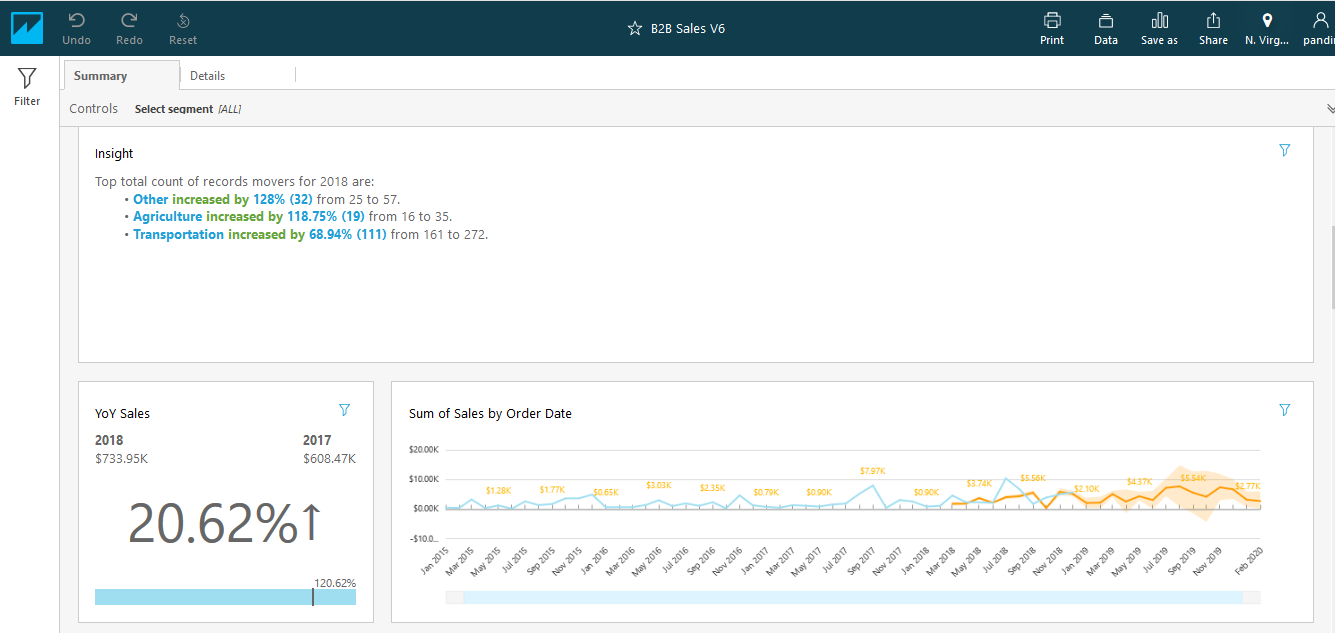 Undo Redo Reset
B2B Sales V6
Print Data Save as Share N. Virg... pandin
Filter
Summary Details
Controls Select segment [ALL]
Insight
Top total count of records movers for 2018 are:
• Other increased by 128% (32) from 25 to 57.
• Agriculture increased by 118.75% (19) from 16 to 35.
• Transportation increased by 68.94% (111) from 161 to 272.
YoY Sales
2018 2017
$733.95K $608.47K
20.62%↑
120.62%
Sum of Sales by Order Date
$20.00K
$10.00K
$0.00K
-$10.0...
$1.28K $1.77K $0.65K $3.03K $2.35K $0.79K $0.90K $7.97K $0.90K $3.74K $5.56K $2.10K $4.37K $5.54K $2.77K
Jan 2015 Mar 2015 May 2015 Jul 2015 Sep 2015 Nov 2015 Jan 2016 Mar 2016 May 2016 Jul 2016 Sep 2016 Nov 2016 Jan 2017 Mar 2017 May 2017 Jul 2017 Sep 2017 Nov 2017 Jan 2018 Mar 2018 May 2018 Jul 2018 Sep 2018 Nov 2018 Jan 2019 Mar 2019 May 2019 Jul 2019 Sep 2019 Nov 2019 Feb 2020